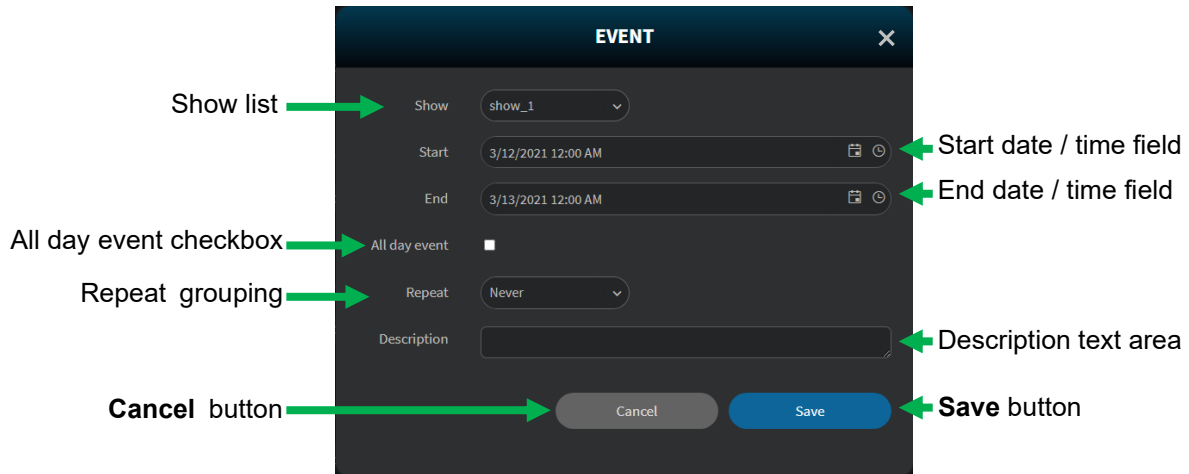 EVENT
Show list Show show_1
Start 3/12/2021 12:00 AM Start date / time field
End 3/13/2021 12:00 AM End date / time field
All day event checkbox All day event
Repeat grouping Repeat Never
Description Description text area
Cancel button Cancel Save Save button